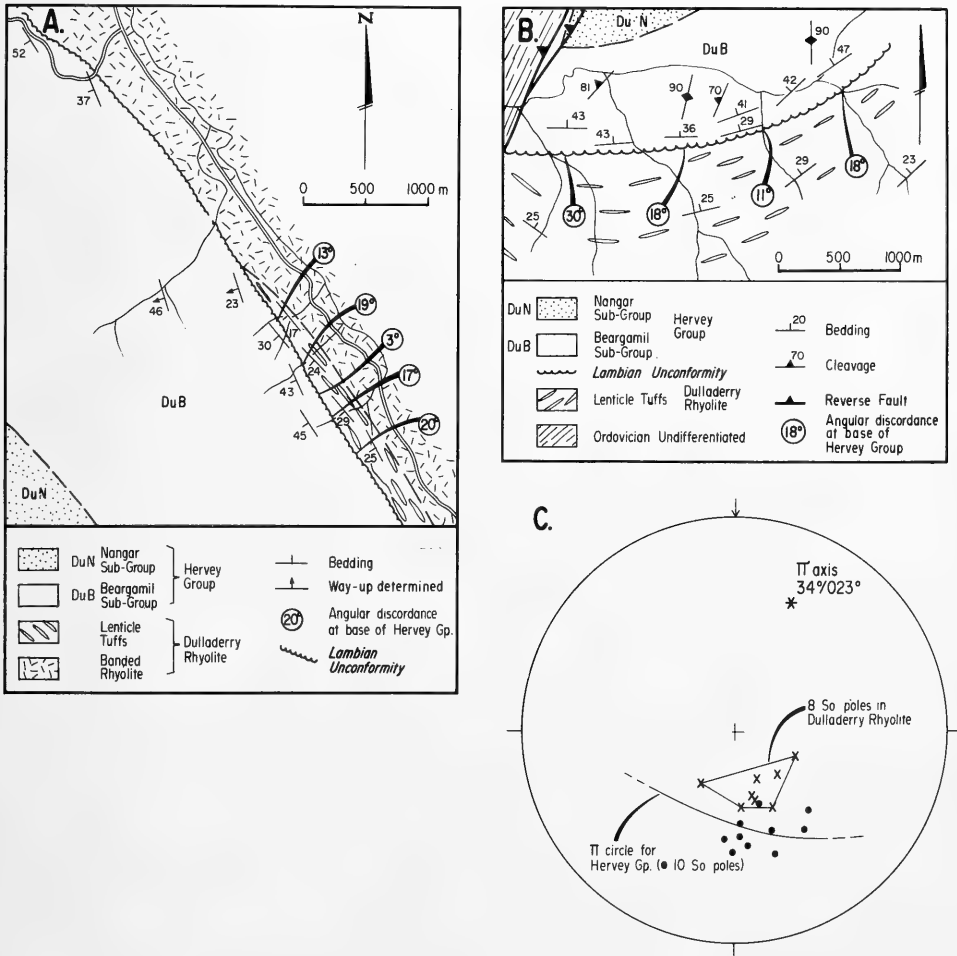 A.
N
52
37
0 500 1000 m
13°
19°
3°
17°
20°
46
23
17
30
24
43
29
45
25
DuB
DuN
DuN Nangar Sub-Group
DuB Beargamil Sub-Group
Hervey Group
Lenticle Tuffs
Banded Rhyolite
Dulladerry Rhyolite
Bedding
Way-up determined
20° Angular discordance at base of Hervey Gp.
Lambian Unconformity
B.
Du N
DuB
90
47
42
81
90
70
41
43
43
36
29
29
23
25
25
30°
18°
11°
18°
0 500 1000 m
DuN Nangar Sub-Group
DuB Beargamil Sub-Group
Hervey Group
Lambian Unconformity
Lenticle Tuffs Dulladerry Rhyolite
Ordovician Undifferentiated
20 Bedding
70 Cleavage
Reverse Fault
18° Angular discordance at base of Hervey Group
C.
Π axis
34°/023°
8 So poles in
Dulladerry Rhyolite
Π circle for
Hervey Gp. (● 10 So poles)